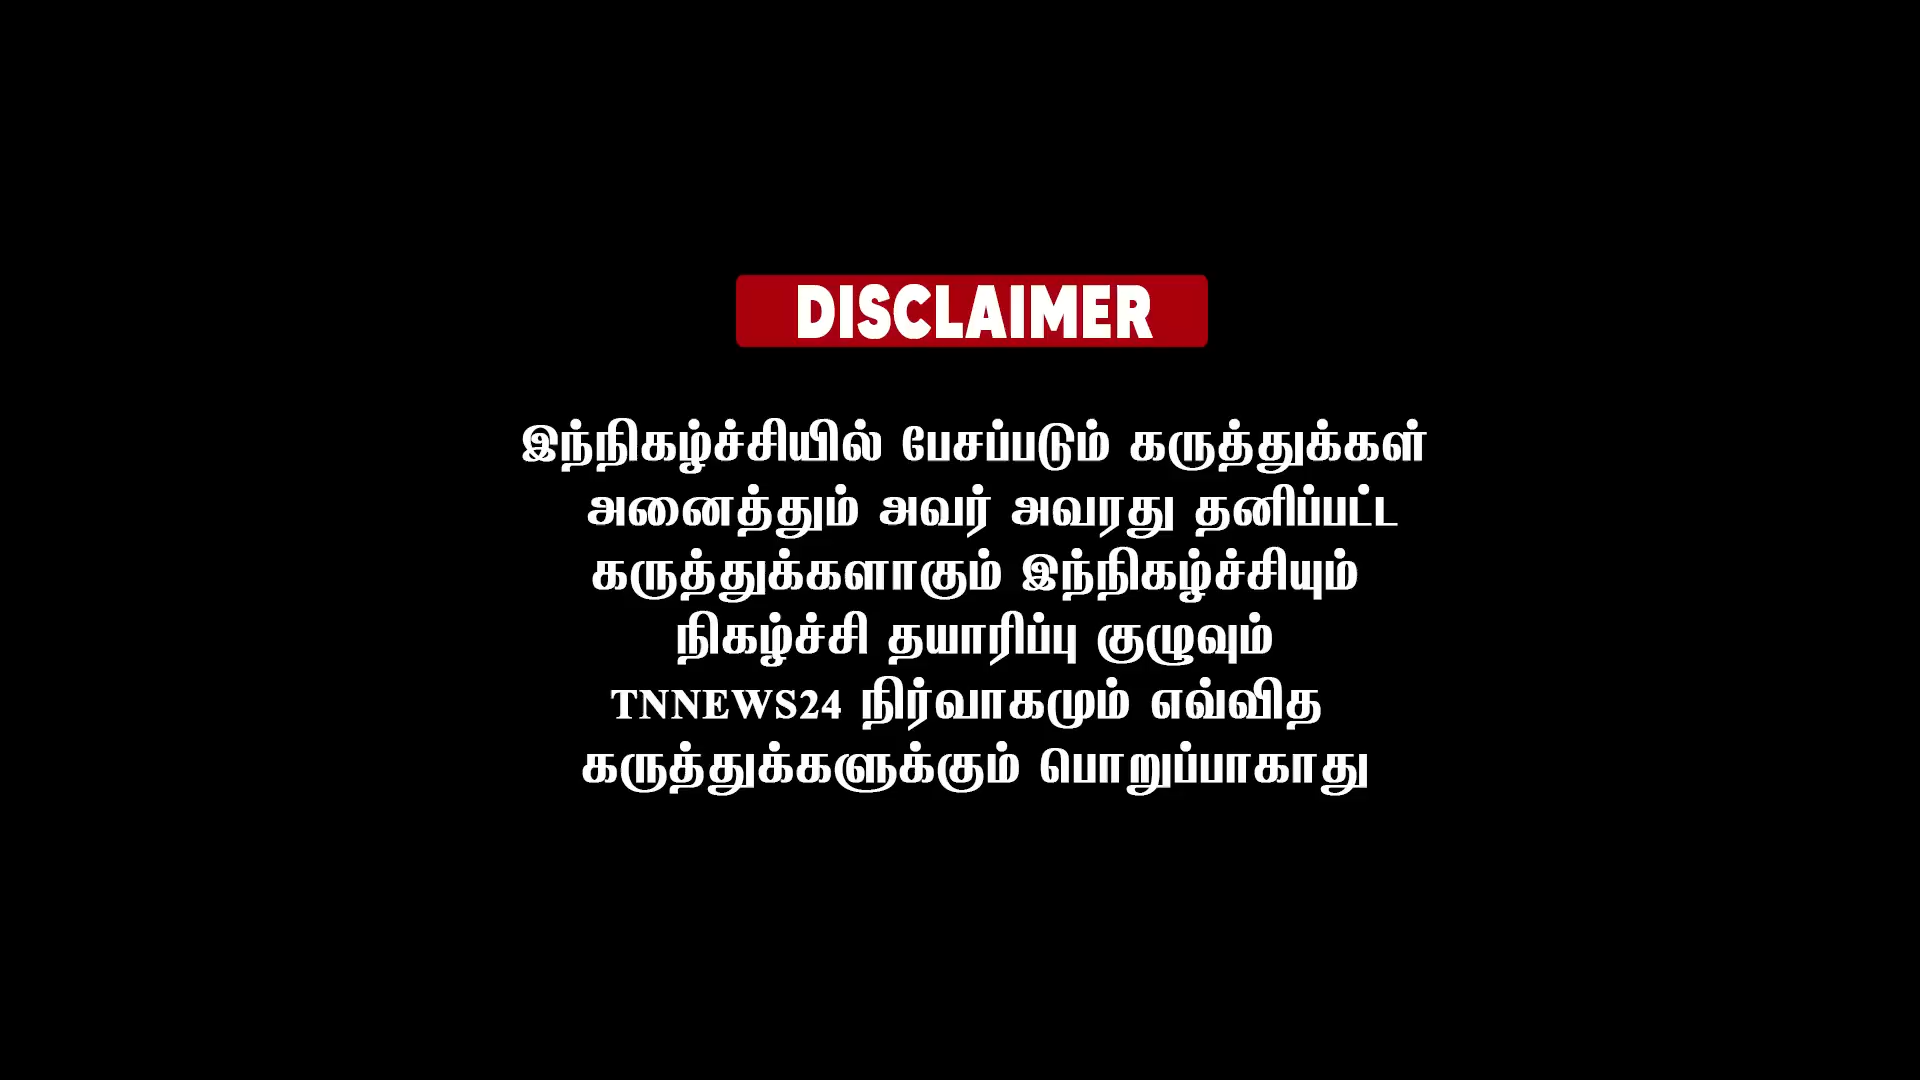 DISCLAIMER
இந்நிகழ்ச்சியில் பேசப்படும் கருத்துக்கள்
அனைத்தும் அவர் அவரது தனிப்பட்ட
கருத்துக்களாகும் இந்நிகழ்ச்சியும்
நிகழ்ச்சி தயாரிப்பு குழுவும்
TNNEWS24 நிர்வாகமும் எவ்வித
கருத்துக்களுக்கும் பொறுப்பாகாது